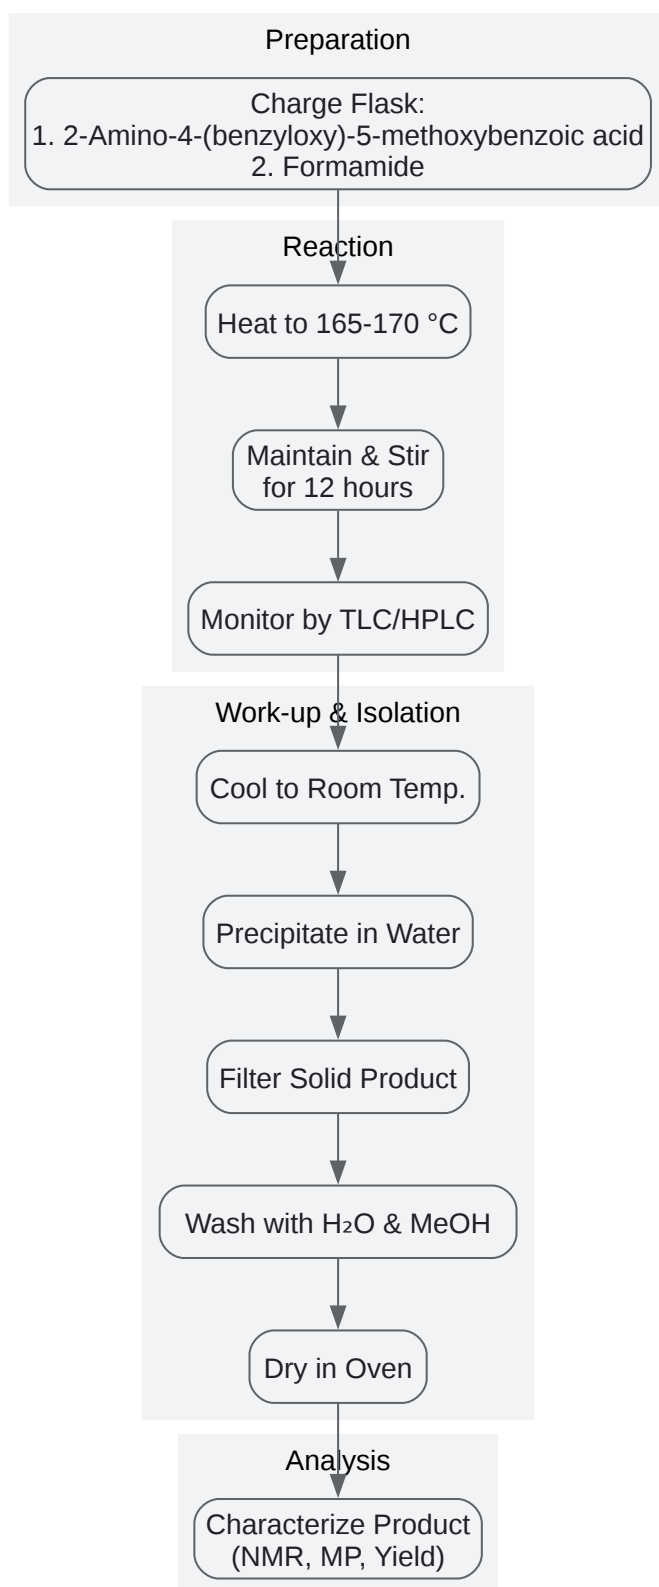 Preparation
Charge Flask:
1. 2-Amino-4-(benzyloxy)-5-methoxybenzoic acid
2. Formamide
Reaction
Heat to 165-170 °C
Maintain & Stir
for 12 hours
Monitor by TLC/HPLC
Work-up & Isolation
Cool to Room Temp.
Precipitate in Water
Filter Solid Product
Wash with H₂O & MeOH
Dry in Oven
Analysis
Characterize Product
(NMR, MP, Yield)